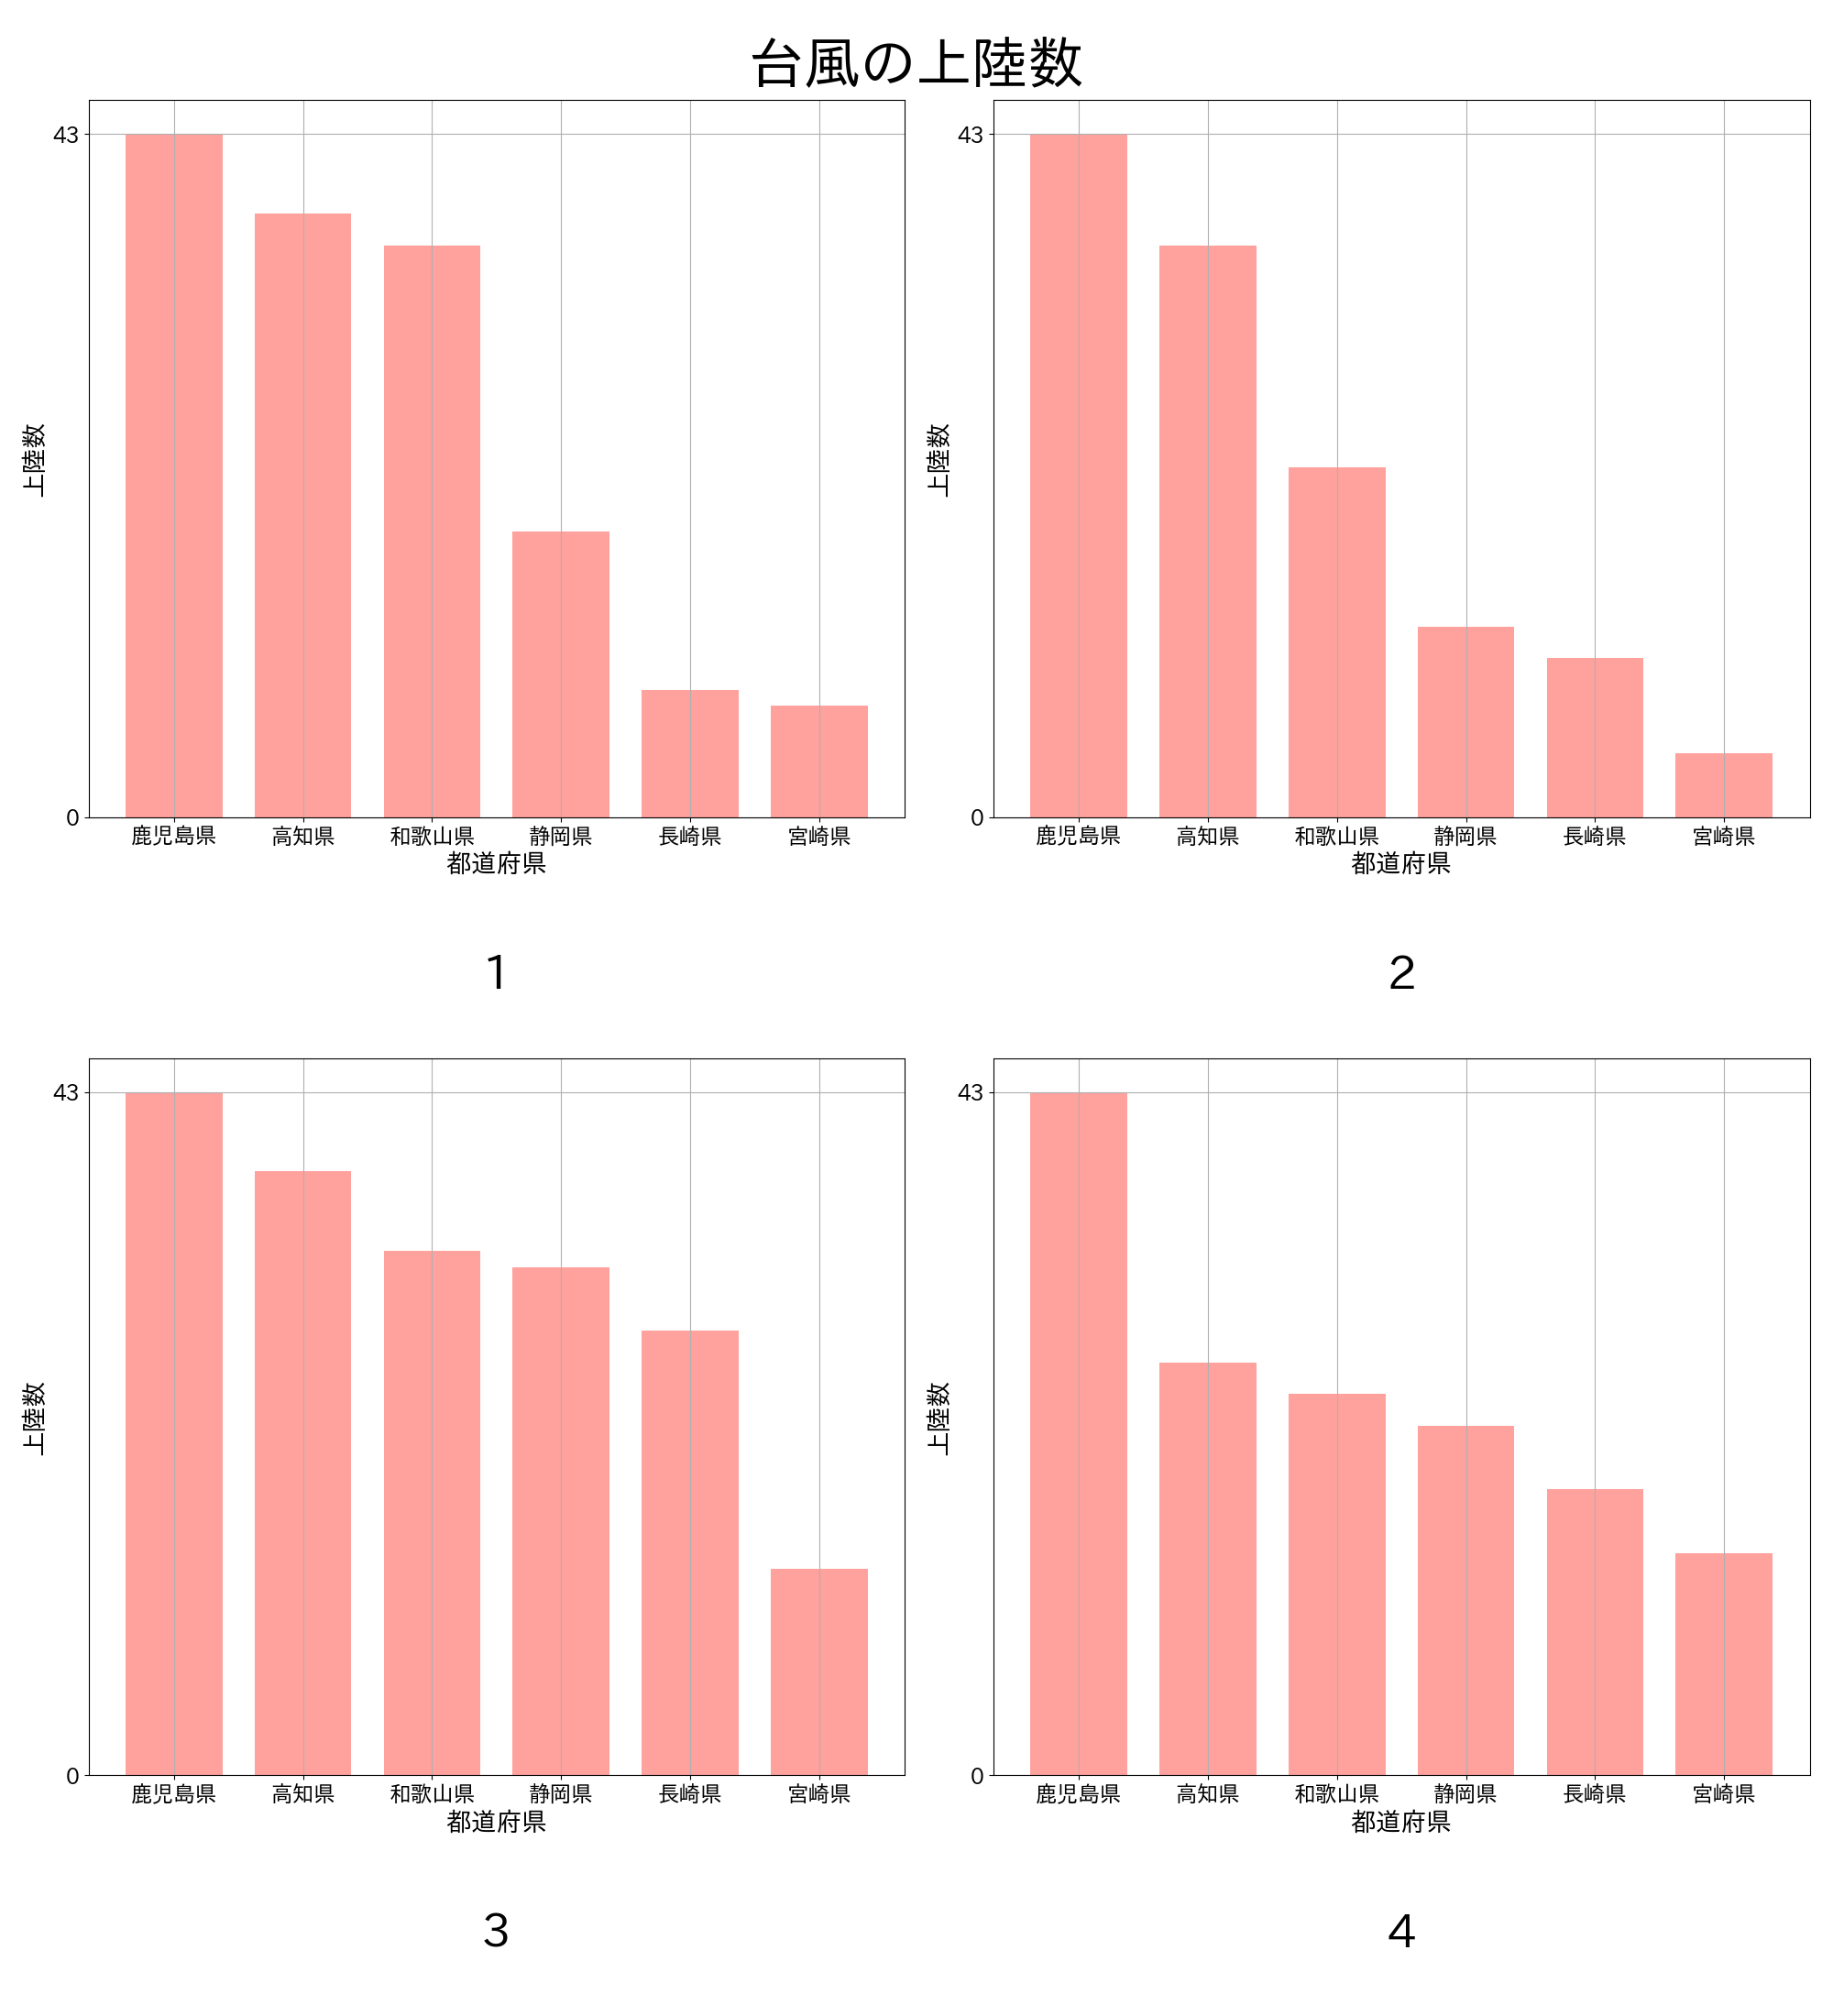 台風の上陸数
43
0
上陸数
鹿児島県 高知県 和歌山県 静岡県 長崎県 宮崎県
都道府県
1
43
0
上陸数
鹿児島県 高知県 和歌山県 静岡県 長崎県 宮崎県
都道府県
2
43
0
上陸数
鹿児島県 高知県 和歌山県 静岡県 長崎県 宮崎県
都道府県
3
43
0
上陸数
鹿児島県 高知県 和歌山県 静岡県 長崎県 宮崎県
都道府県
4